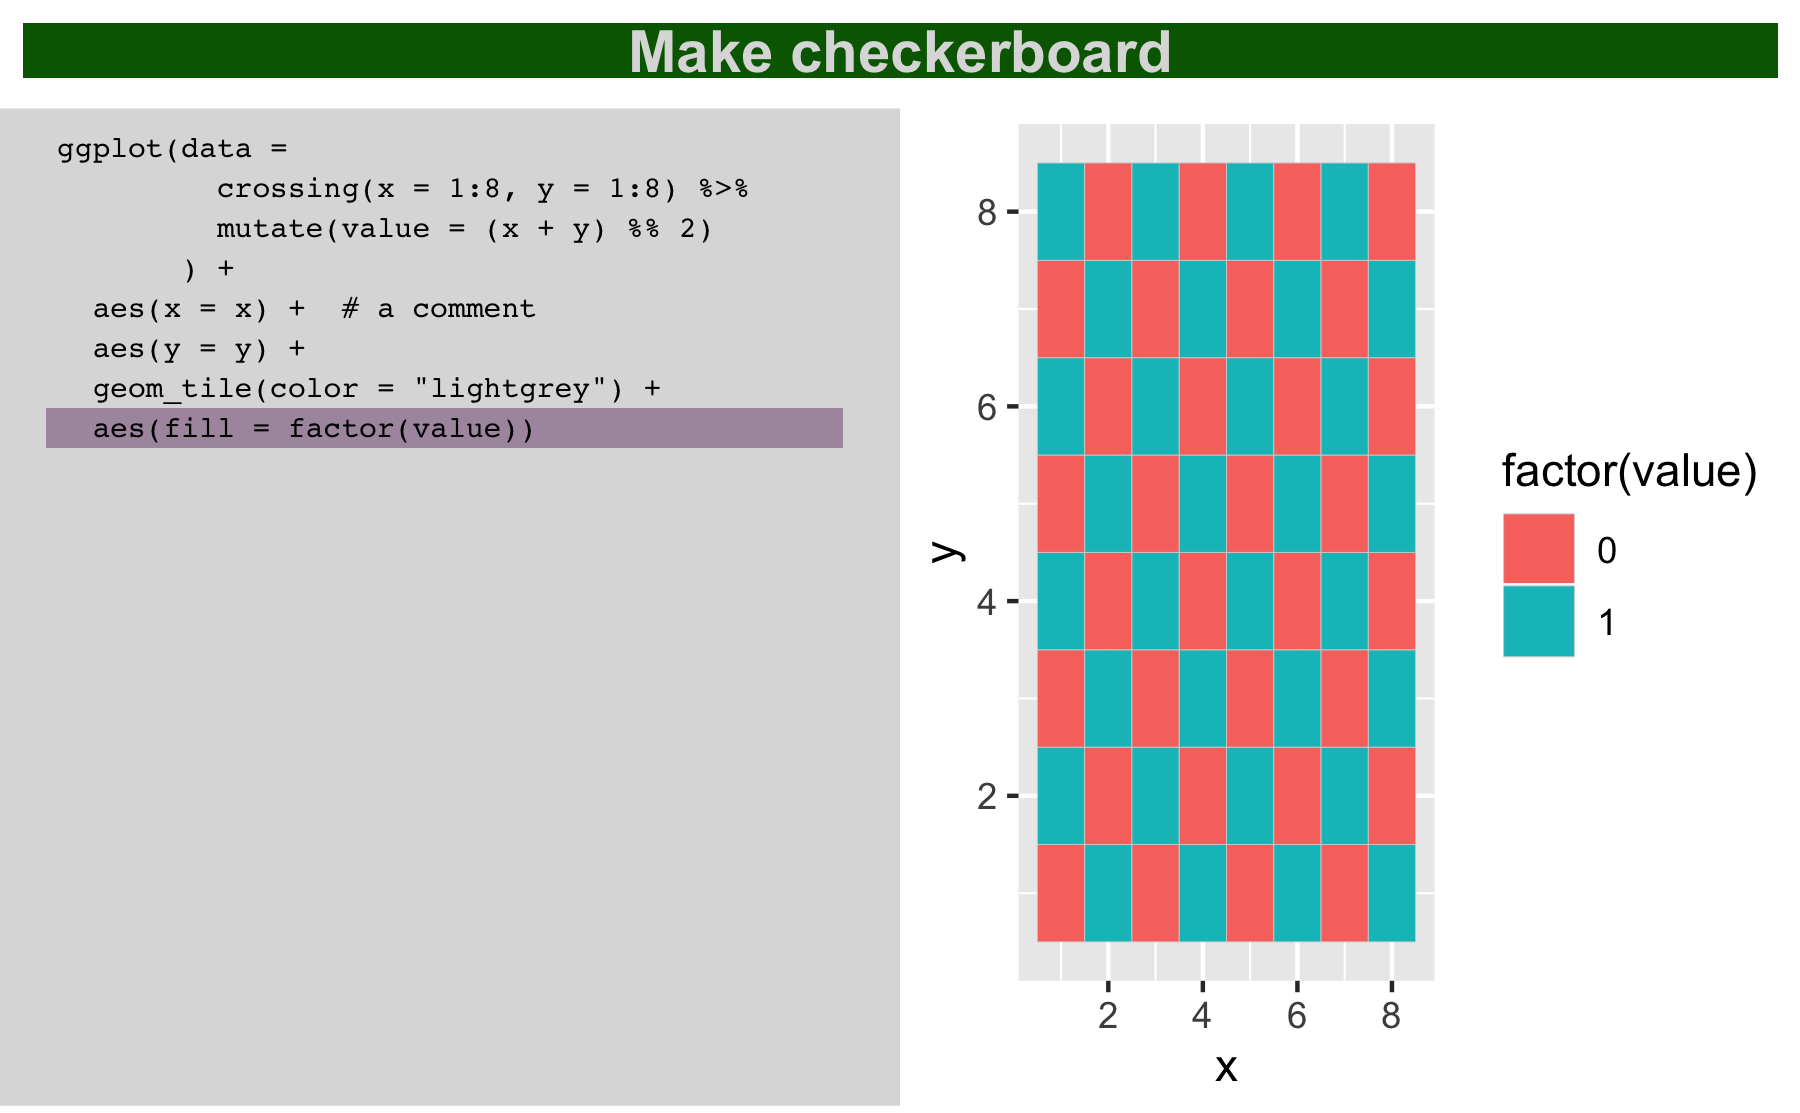 Make checkerboard
ggplot(data =
         crossing(x = 1:8, y = 1:8) %>%
         mutate(value = (x + y) %% 2)
       ) +
  aes(x = x) +  # a comment
  aes(y = y) +
  geom_tile(color = "lightgrey") +
  aes(fill = factor(value))
8
6
4
2
y
2 4 6 8
x
factor(value)
0
1